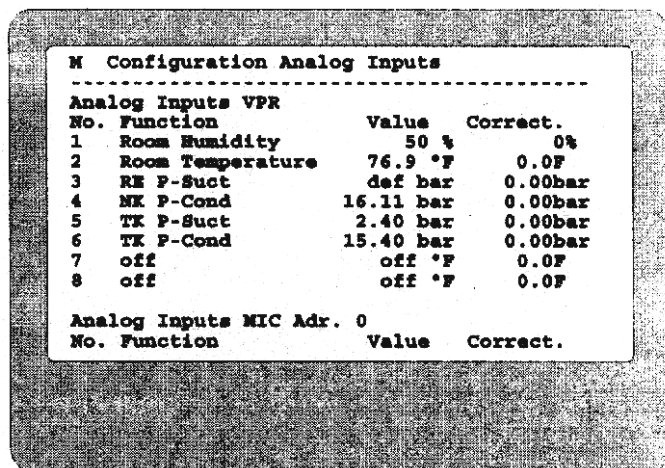 M Configuration Analog Inputs
Analog Inputs VPR
No. Function Value Correct.
1 Room Humidity 50 % 0%
2 Room Temperature 76.9 °F 0.0F
3 RE P-Suct def bar 0.00bar
4 NK P-Cond 16.11 bar 0.00bar
5 TK P-Suct 2.40 bar 0.00bar
6 TK P-Cond 15.40 bar 0.00bar
7 off off °F 0.0F
8 off off °F 0.0F
Analog Inputs MIC Adr. 0
No. Function Value Correct.